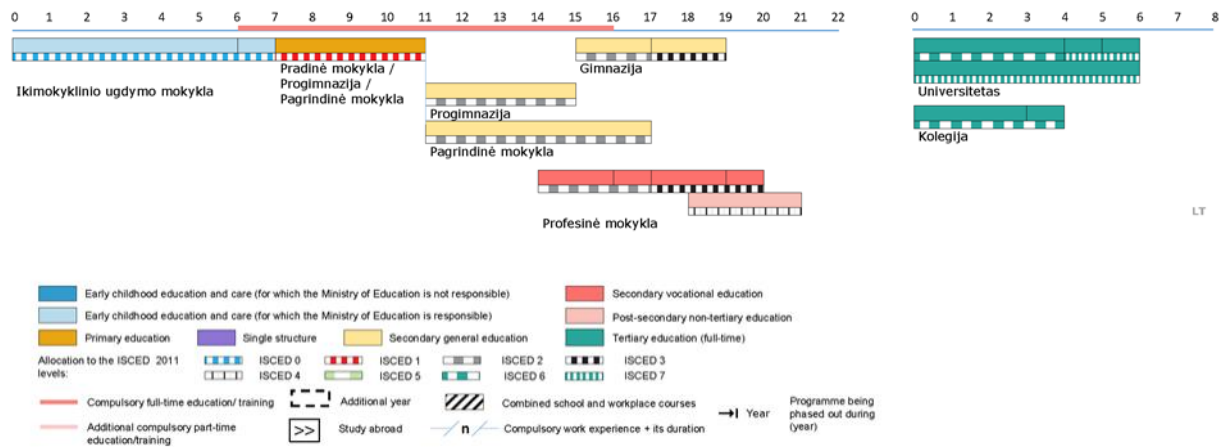 0 1 2 3 4 5 6 7 8 9 10 11 12 13 14 15 16 17 18 19 20 21 22
0 1 2 3 4 5 6 7 8
Ikimokyklinio ugdymo mokykla
Pradinė mokykla /
Progimnazija /
Pagrindinė mokykla
Gimnazija
Progimnazija
Pagrindinė mokykla
Profesinė mokykla
Universitetas
Kolegija
LT
Early childhood education and care (for which the Ministry of Education is not responsible)
Secondary vocational education
Early childhood education and care (for which the Ministry of Education is responsible)
Post-secondary non-tertiary education
Primary education
Single structure
Secondary general education
Tertiary education (full-time)
Allocation to the ISCED 2011
levels:
ISCED 0
ISCED 1
ISCED 2
ISCED 3
ISCED 4
ISCED 5
ISCED 6
ISCED 7
Compulsory full-time education/ training
Additional year
Combined school and workplace courses
Year
Programme being
phased out during
(year)
Additional compulsory part-time
education/training
>>
Study abroad
n
Compulsory work experience + its duration